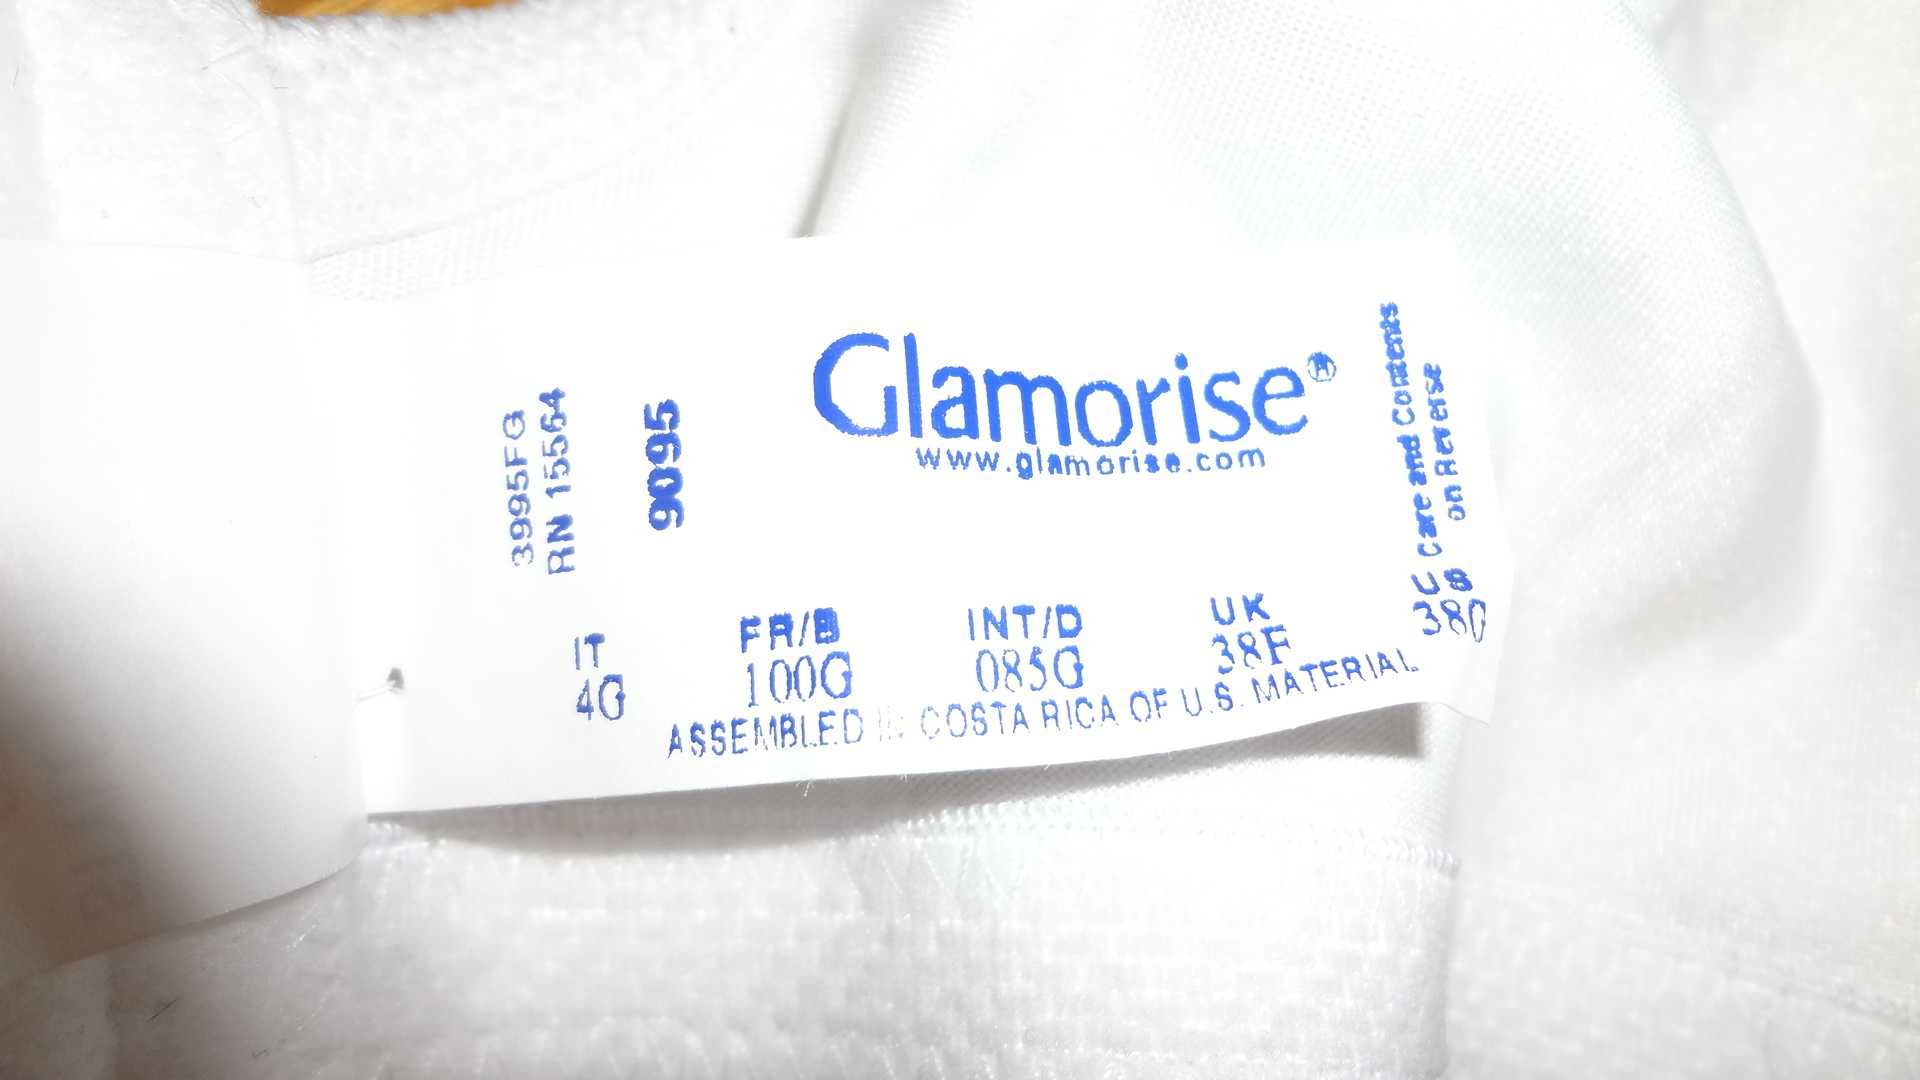 3995FG
RN 15564
9095
Glamorise®
www.glamorise.com
Care and Contents
on Reverse
IT
4G
FR/B
100G
INT/D
085G
UK
38F
US
38G
ASSEMBLED IN COSTA RICA OF U.S. MATERIAL